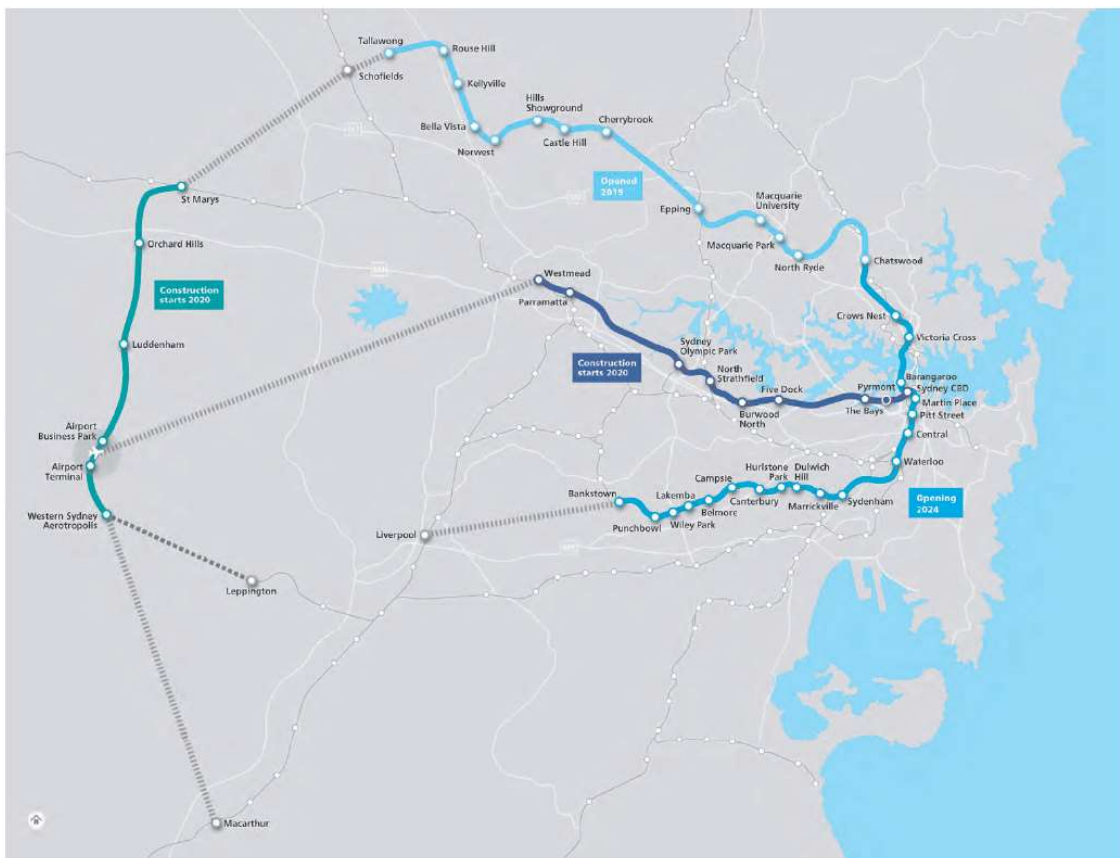 Tallawong
Rouse Hill
Schofields
Kellyville
Hills
Showground
Bella Vista
Cherrybrook
Castle Hill
Norwest
Opened
2019
St Marys
Macquarie
University
Epping
Orchard Hills
Macquarie Park
North Ryde
Chatswood
Westmead
Construction
starts 2020
Parramatta
Crows Nest
Victoria Cross
Luddenham
Sydney
Olympic Park
Construction
starts 2020
North
Strathfield
Barangaroo
Pyrmont
Sydney CBD
Five Dock
Martin Place
The Bays
Burwood
North
Pitt Street
Airport
Business Park
Central
Airport
Terminal
Waterloo
Hurlstone
Park
Dulwich
Hill
Campsie
Bankstown
Lakemba
Canterbury
Sydenham
Marrickville
Belmore
Wiley Park
Punchbowl
Opening
2024
Western Sydney
Aerotropolis
Liverpool
Leppington
Macarthur